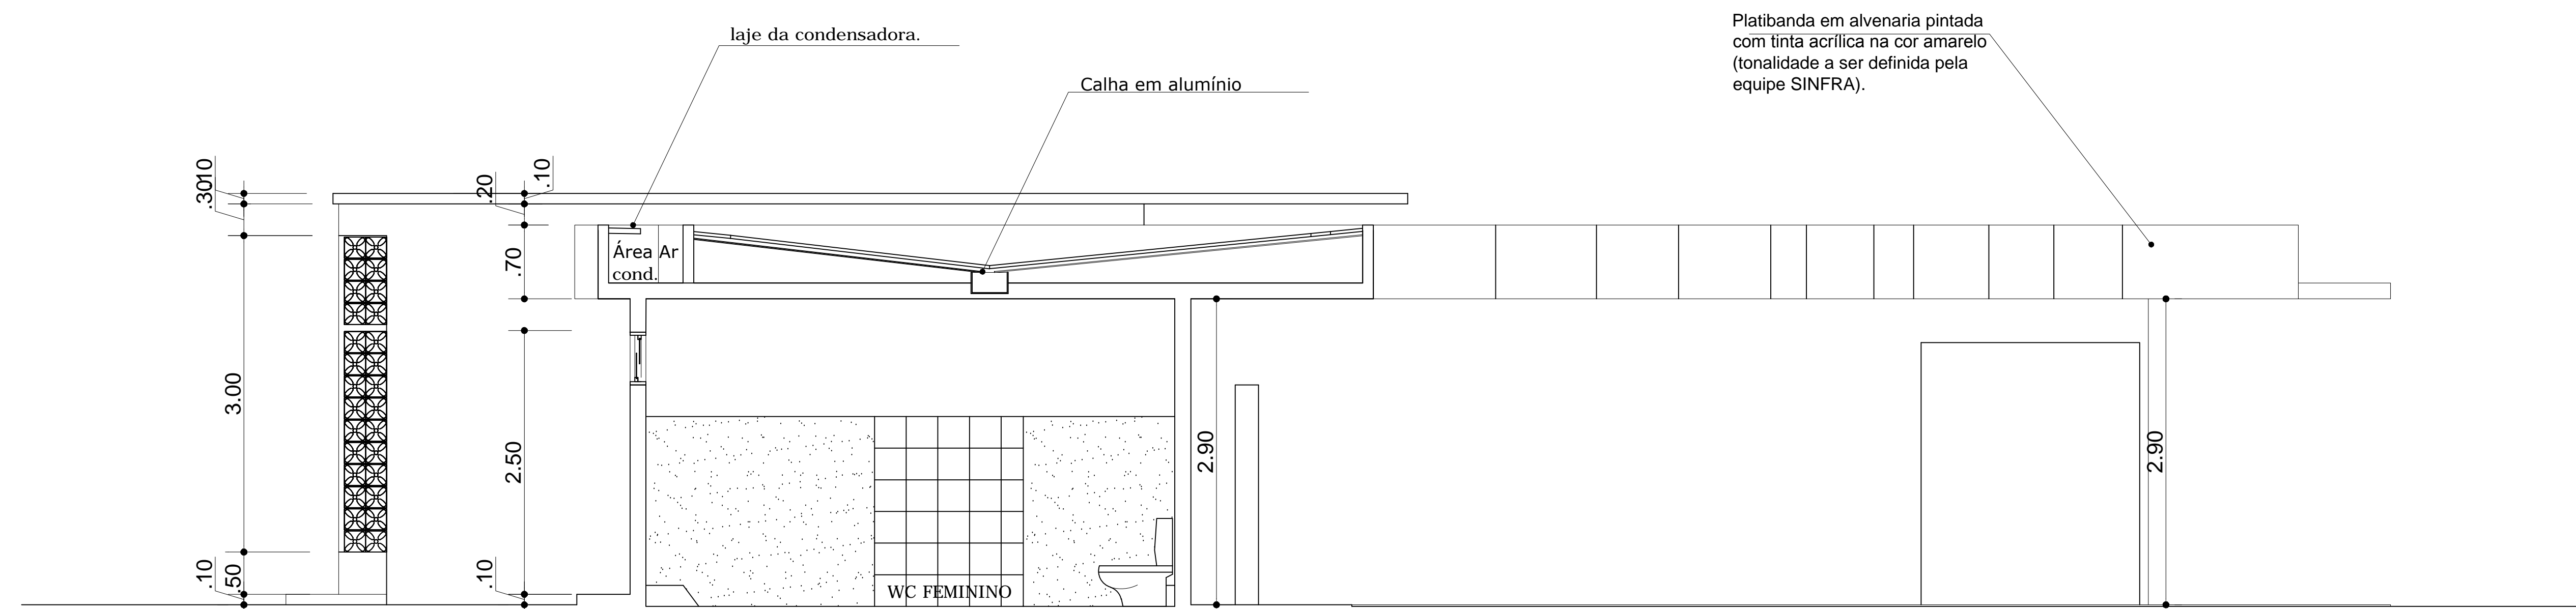 Platibanda em alvenaria pintada
com tinta acrílica na cor amarelo
(tonalidade a ser definida pela
equipe SINFRA).
laje da condensadora.
Calha em alumínio
.10
.30
.20
.10
Área Ar
cond.
.70
3.00
2.50
2.90
2.90
.10
.50
.10
WC FEMININO